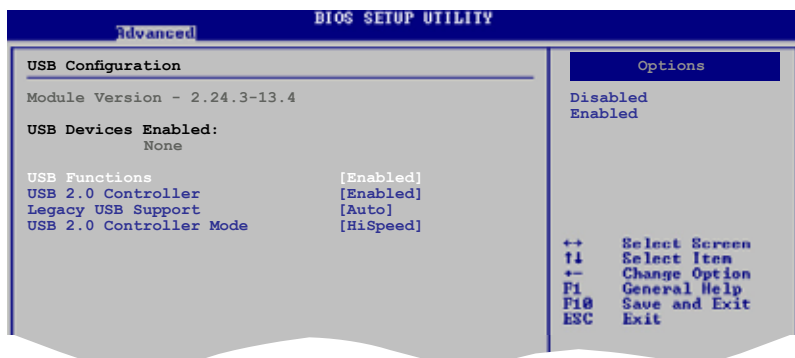 BIOS SETUP UTILITY
Advanced
USB Configuration
Module Version - 2.24.3-13.4
USB Devices Enabled:
None
USB Functions [Enabled]
USB 2.0 Controller [Enabled]
Legacy USB Support [Auto]
USB 2.0 Controller Mode [HiSpeed]
Options
Disabled
Enabled
←→ Select Screen
↑↓ Select Item
+- Change Option
F1 General Help
F10 Save and Exit
ESC Exit